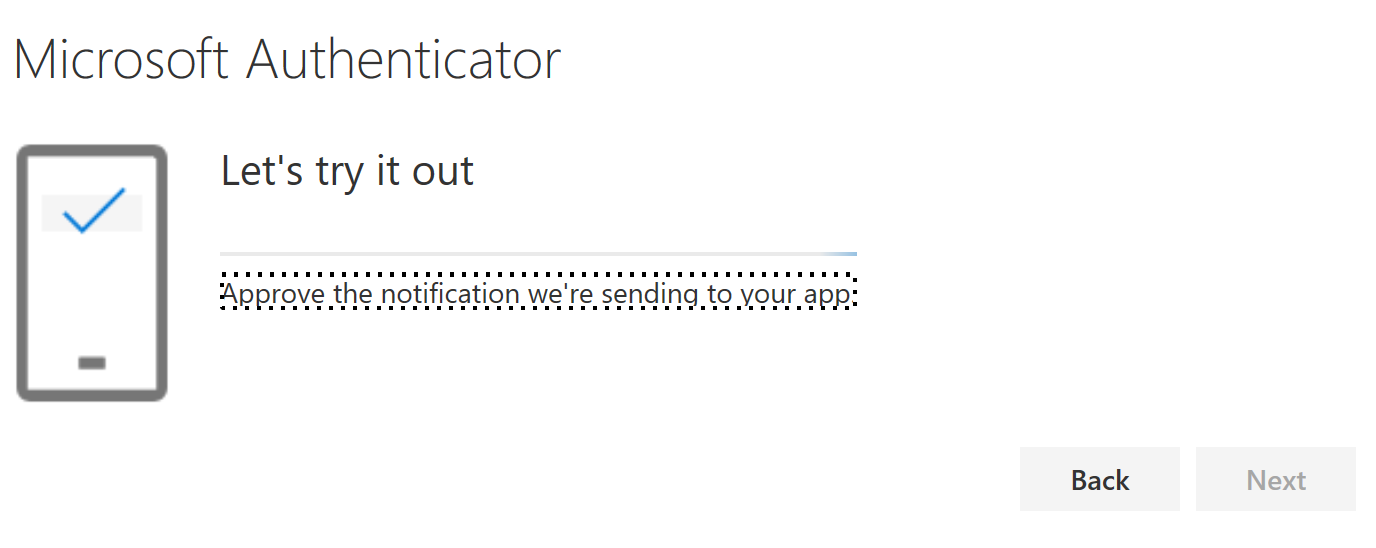 Microsoft Authenticator
Let's try it out
Approve the notification we're sending to your app.
Back
Next